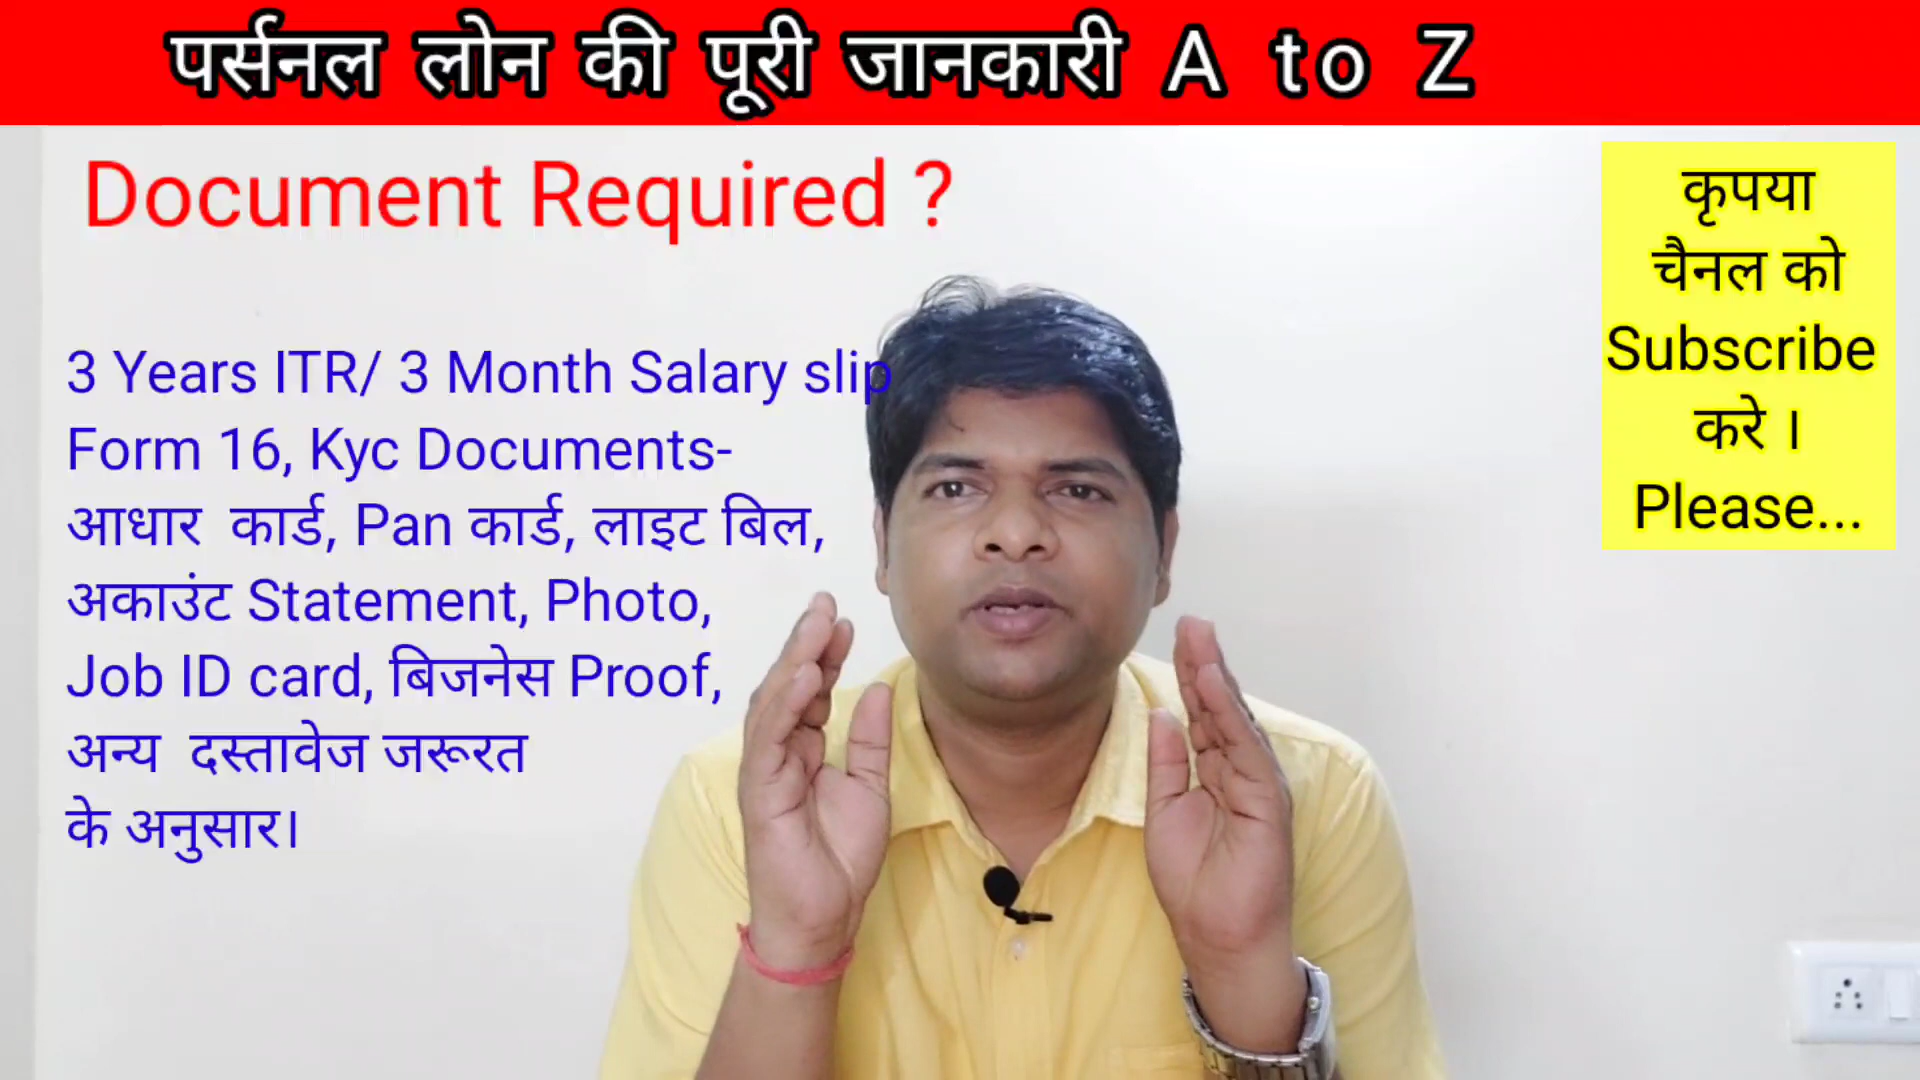 पर्सनल लोन की पूरी जानकारी A to Z
Document Required ?
3 Years ITR/ 3 Month Salary slip
Form 16, Kyc Documents-
आधार कार्ड, Pan कार्ड, लाइट बिल,
अकाउंट Statement, Photo,
Job ID card, बिजनेस Proof,
अन्य दस्तावेज जरूरत
के अनुसार।
कृपया
चैनल को
Subscribe
करे ।
Please...